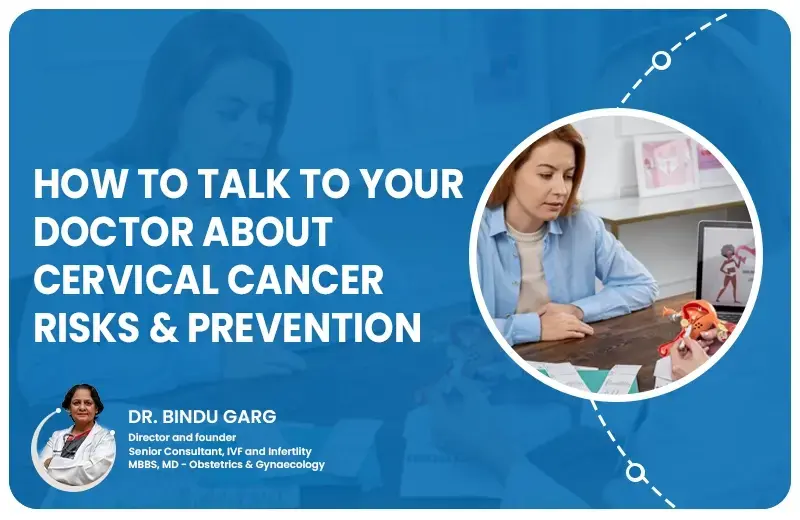 HOW TO TALK TO YOUR
DOCTOR ABOUT
CERVICAL CANCER
RISKS & PREVENTION
DR. BINDU GARG
Director and founder
Senior Consultant, IVF and Infertlity
MBBS, MD - Obstetrics & Gynaecology